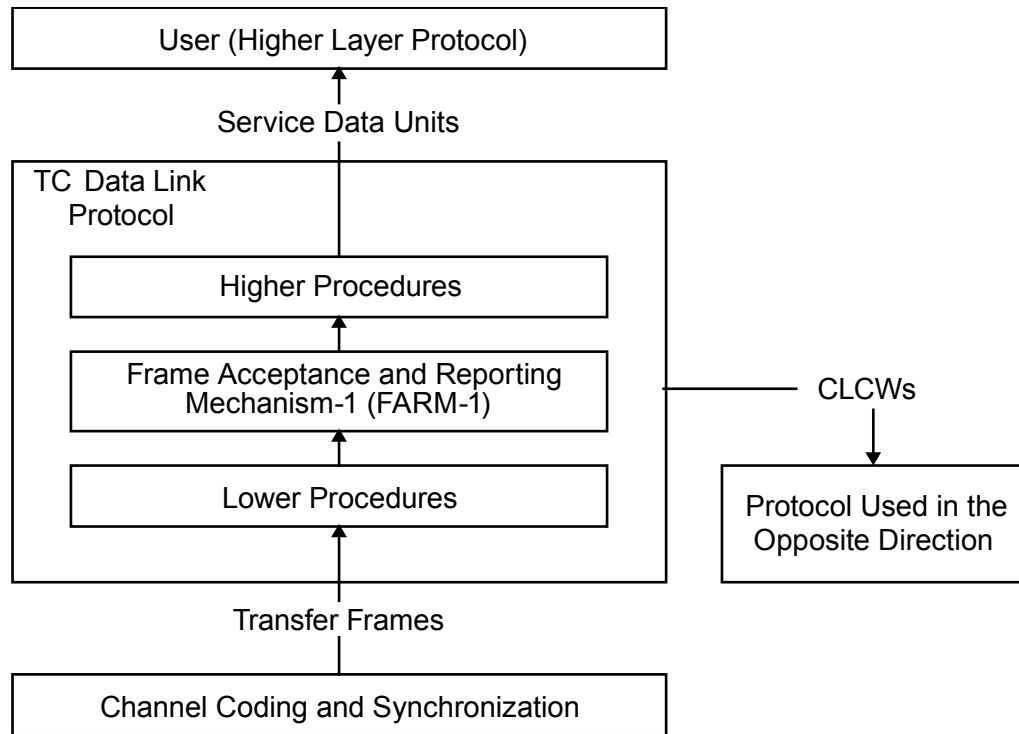 User (Higher Layer Protocol)
Service Data Units
TC Data Link
Protocol
Higher Procedures
Frame Acceptance and Reporting
Mechanism-1 (FARM-1)
CLCWs
Lower Procedures
Protocol Used in the
Opposite Direction
Transfer Frames
Channel Coding and Synchronization